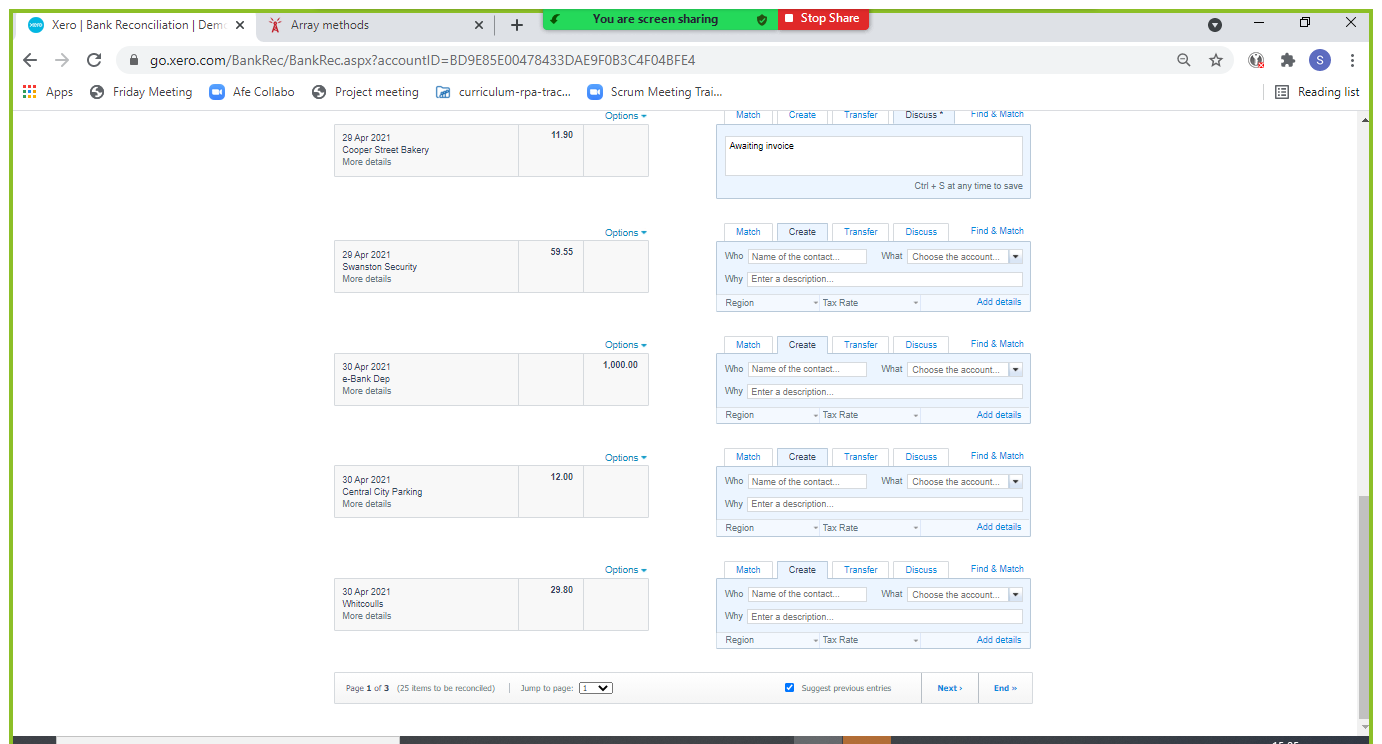 Xero | Bank Reconciliation | Demo
Array methods
You are screen sharing
Stop Share
go.xero.com/BankRec/BankRec.aspx?accountID=BD9E85E00478433DAE9F0B3C4F04BFE4
S
Apps
Friday Meeting
Afe Collabo
Project meeting
curriculum-rpa-trac...
Scrum Meeting Trai...
Reading list
Options
29 Apr 2021
Cooper Street Bakery
More details
11.90
Match Create Transfer Discuss * Find & Match
Awaiting invoice
Ctrl + S at any time to save
Options
29 Apr 2021
Swanston Security
More details
59.55
Match Create Transfer Discuss Find & Match
Who Name of the contact... What Choose the account...
Why Enter a description...
Region Tax Rate Add details
Options
30 Apr 2021
e-Bank Dep
More details
1,000.00
Match Create Transfer Discuss Find & Match
Who Name of the contact... What Choose the account...
Why Enter a description...
Region Tax Rate Add details
Options
30 Apr 2021
Central City Parking
More details
12.00
Match Create Transfer Discuss Find & Match
Who Name of the contact... What Choose the account...
Why Enter a description...
Region Tax Rate Add details
Options
30 Apr 2021
Whitcoulls
More details
29.80
Match Create Transfer Discuss Find & Match
Who Name of the contact... What Choose the account...
Why Enter a description...
Region Tax Rate Add details
Page 1 of 3 (25 items to be reconciled) | Jump to page: 1
Suggest previous entries
Next ›
End »